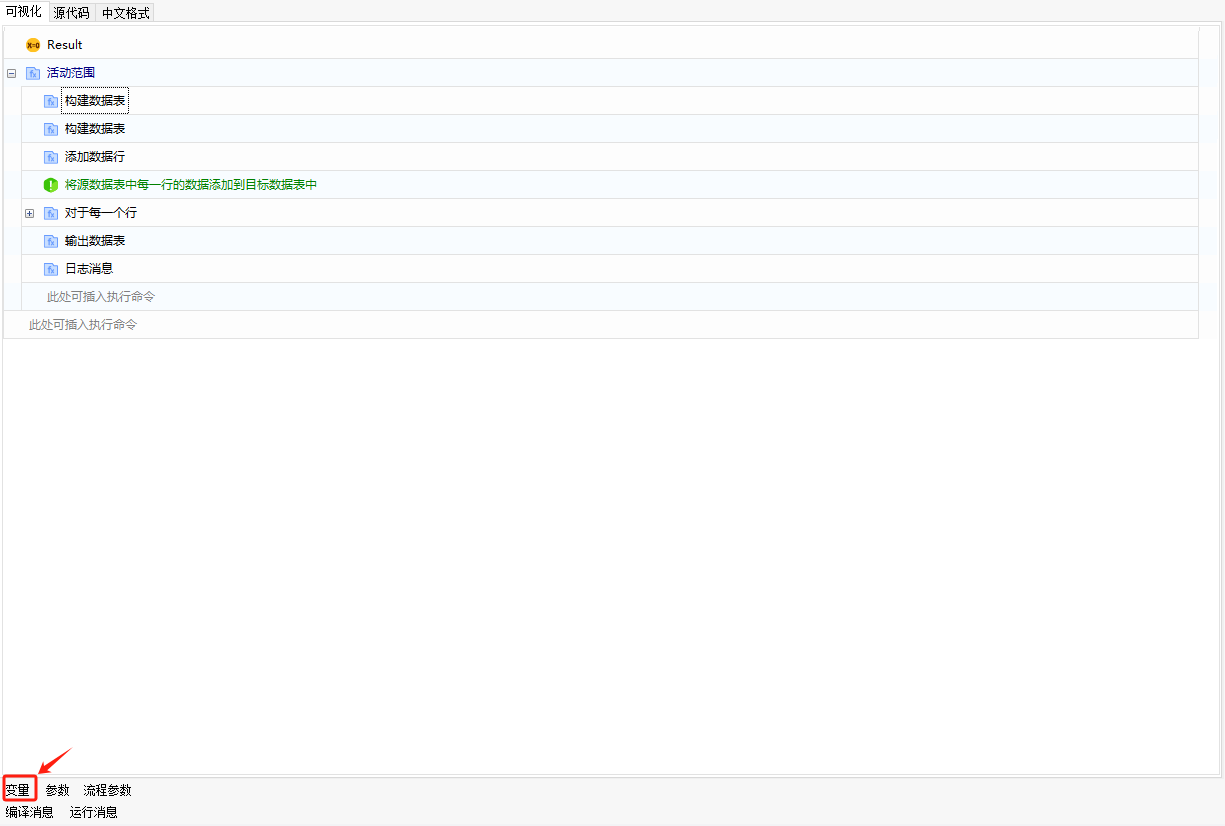 可视化 源代码 中文格式
Result
活动范围
构建数据表
构建数据表
添加数据行
将源数据表中每一行的数据添加到目标数据表中
对于每一个行
输出数据表
日志消息
此处可插入执行命令
此处可插入执行命令
变量 参数 流程参数
编译消息 运行消息